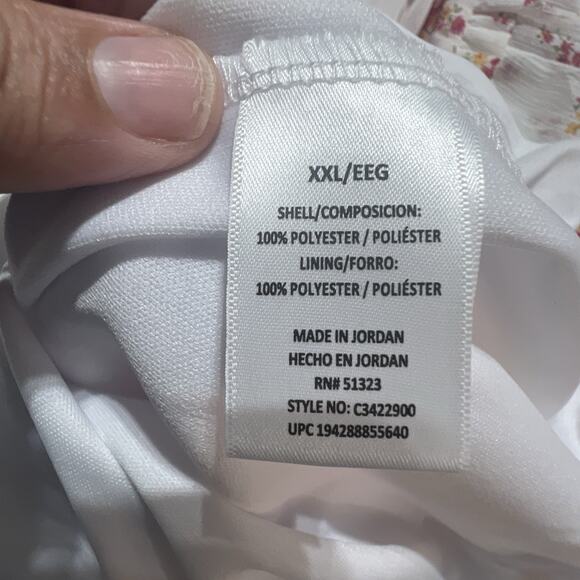 XXL/EEG
SHELL/COMPOSICION:
100% POLYESTER / POLIÉSTER
LINING/FORRO:
100% POLYESTER / POLIÉSTER
MADE IN JORDAN
HECHO EN JORDAN
RN# 51323
STYLE NO: C3422900
UPC 194288855640